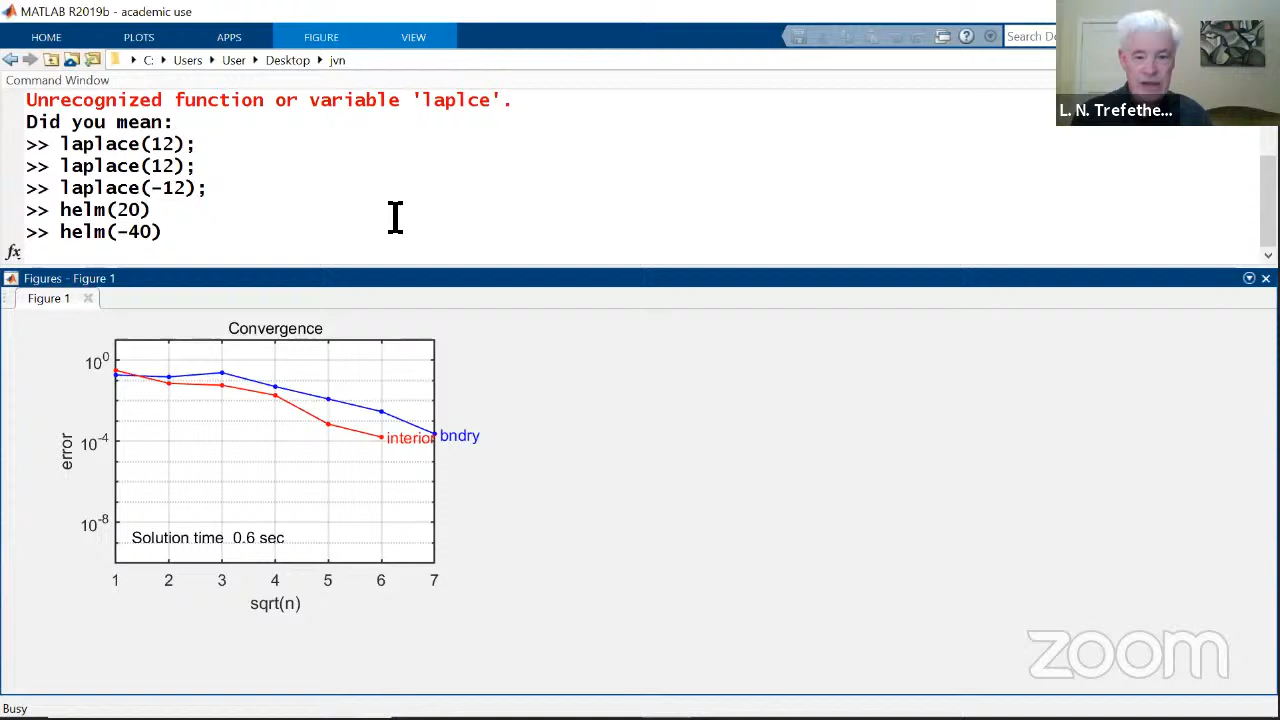 MATLAB R2019b - academic use
HOME PLOTS APPS FIGURE VIEW Search Do
C: Users User Desktop jvn
Command Window
L. N. Trefethe...
Unrecognized function or variable 'laplce'.
Did you mean:
>> laplace(12);
>> laplace(12);
>> laplace(-12);
>> helm(20)
>> helm(-40)
fx
Figures - Figure 1
Figure 1
Convergence
10^0
10^-4
10^-8
error
interior bndry
Solution time 0.6 sec
1 2 3 4 5 6 7
sqrt(n)
zoom
Busy